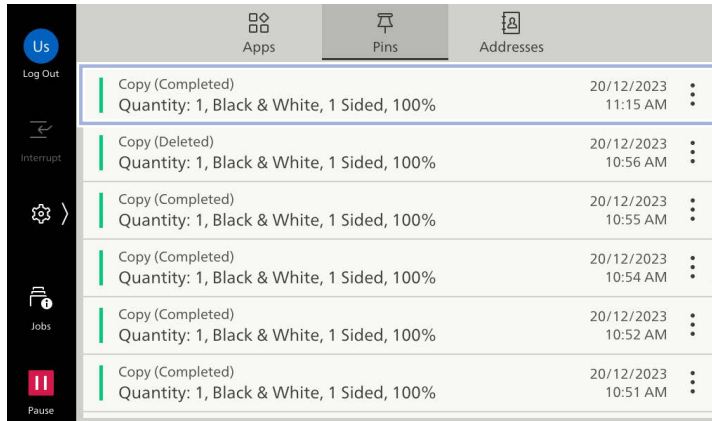 Us
Log Out
Interrupt
Jobs
Pause
Apps
Pins
Addresses
Copy (Completed)
Quantity: 1, Black & White, 1 Sided, 100%
20/12/2023
11:15 AM
Copy (Deleted)
Quantity: 1, Black & White, 1 Sided, 100%
20/12/2023
10:56 AM
Copy (Completed)
Quantity: 1, Black & White, 1 Sided, 100%
20/12/2023
10:55 AM
Copy (Completed)
Quantity: 1, Black & White, 1 Sided, 100%
20/12/2023
10:54 AM
Copy (Completed)
Quantity: 1, Black & White, 1 Sided, 100%
20/12/2023
10:52 AM
Copy (Completed)
Quantity: 1, Black & White, 1 Sided, 100%
20/12/2023
10:51 AM